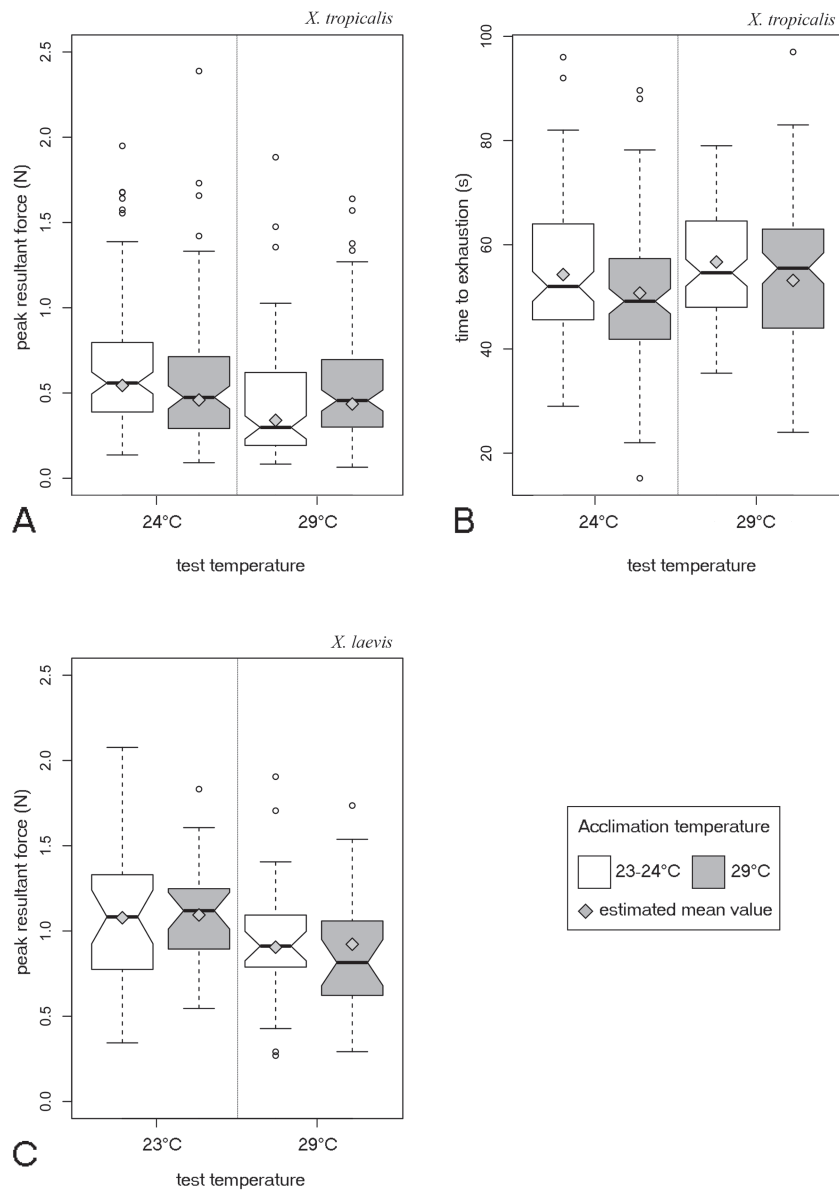 X. tropicalis
peak resultant force (N)
2.5
2.0
1.5
1.0
0.5
0.0
24°C
29°C
test temperature
A
X. tropicalis
time to exhaustion (s)
100
80
60
40
20
24°C
29°C
test temperature
B
X. laevis
peak resultant force (N)
2.5
2.0
1.5
1.0
0.5
0.0
23°C
29°C
test temperature
C
Acclimation temperature
23-24°C 29°C
estimated mean value